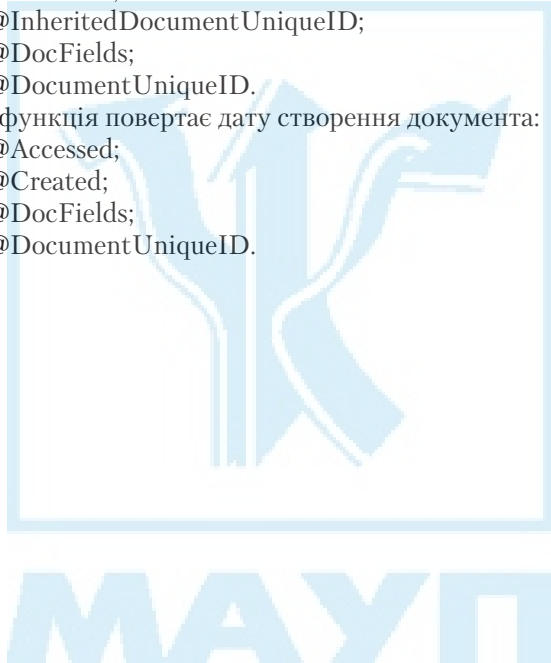 @InheritedDocumentUniqueID;
@DocFields;
@DocumentUniqueID.
функція повертає дату створення документа:
@Accessed;
@Created;
@DocFields;
@DocumentUniqueID.
МАУП